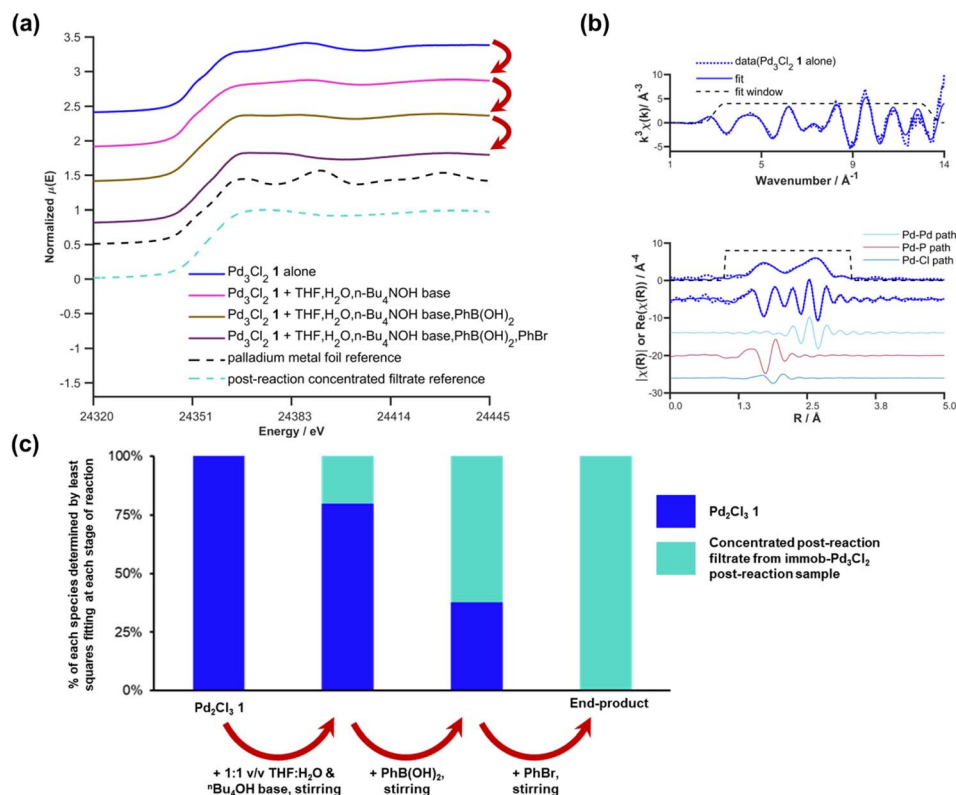 (a)
3.5
3
2.5
2
1.5
1
0.5
0
-0.5
-1
-1.5
Normalized μ(E)
Pd₃Cl₂ 1 alone
Pd₃Cl₂ 1 + THF,H₂O,n-Bu₄NOH base
Pd₃Cl₂ 1 + THF,H₂O,n-Bu₄NOH base,PhB(OH)₂
Pd₃Cl₂ 1 + THF,H₂O,n-Bu₄NOH base,PhB(OH)₂,PhBr
palladium metal foil reference
post-reaction concentrated filtrate reference
24320 24351 24383 24414 24445
Energy / eV
(b)
data(Pd₃Cl₂ 1 alone)
fit
fit window
10
5
0
-5
k³χ(k)/ Å⁻³
1 5 9 14
Wavenumber / Å⁻¹
Pd-Pd path
Pd-P path
Pd-Cl path
10
0
-10
-20
-30
|χ(R)| or Re(χ(R)) / Å⁻⁴
0.0 1.3 2.5 3.8 5.0
R / Å
(c)
100%
75%
50%
25%
0%
% of each species determined by least
squares fitting at each stage of reaction
Pd₂Cl₃ 1
Concentrated post-reaction
filtrate from immob-Pd₃Cl₂
post-reaction sample
Pd₂Cl₃ 1
End-product
+ 1:1 v/v THF:H₂O &
ⁿBu₄OH base, stirring
+ PhB(OH)₂,
stirring
+ PhBr,
stirring